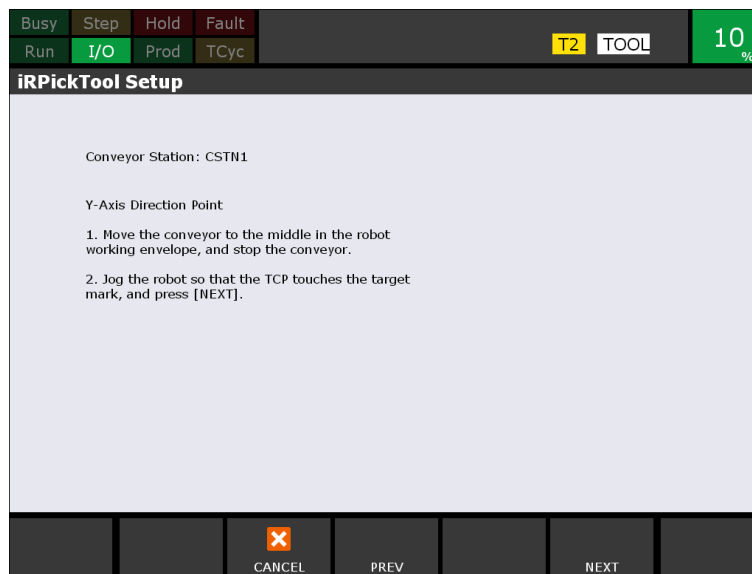 Busy Step Hold Fault
Run I/O Prod TCyc
T2 TOOL
10
%
iRPickTool Setup
Conveyor Station: CSTN1
Y-Axis Direction Point
1. Move the conveyor to the middle in the robot
working envelope, and stop the conveyor.
2. Jog the robot so that the TCP touches the target
mark, and press [NEXT].
CANCEL PREV NEXT